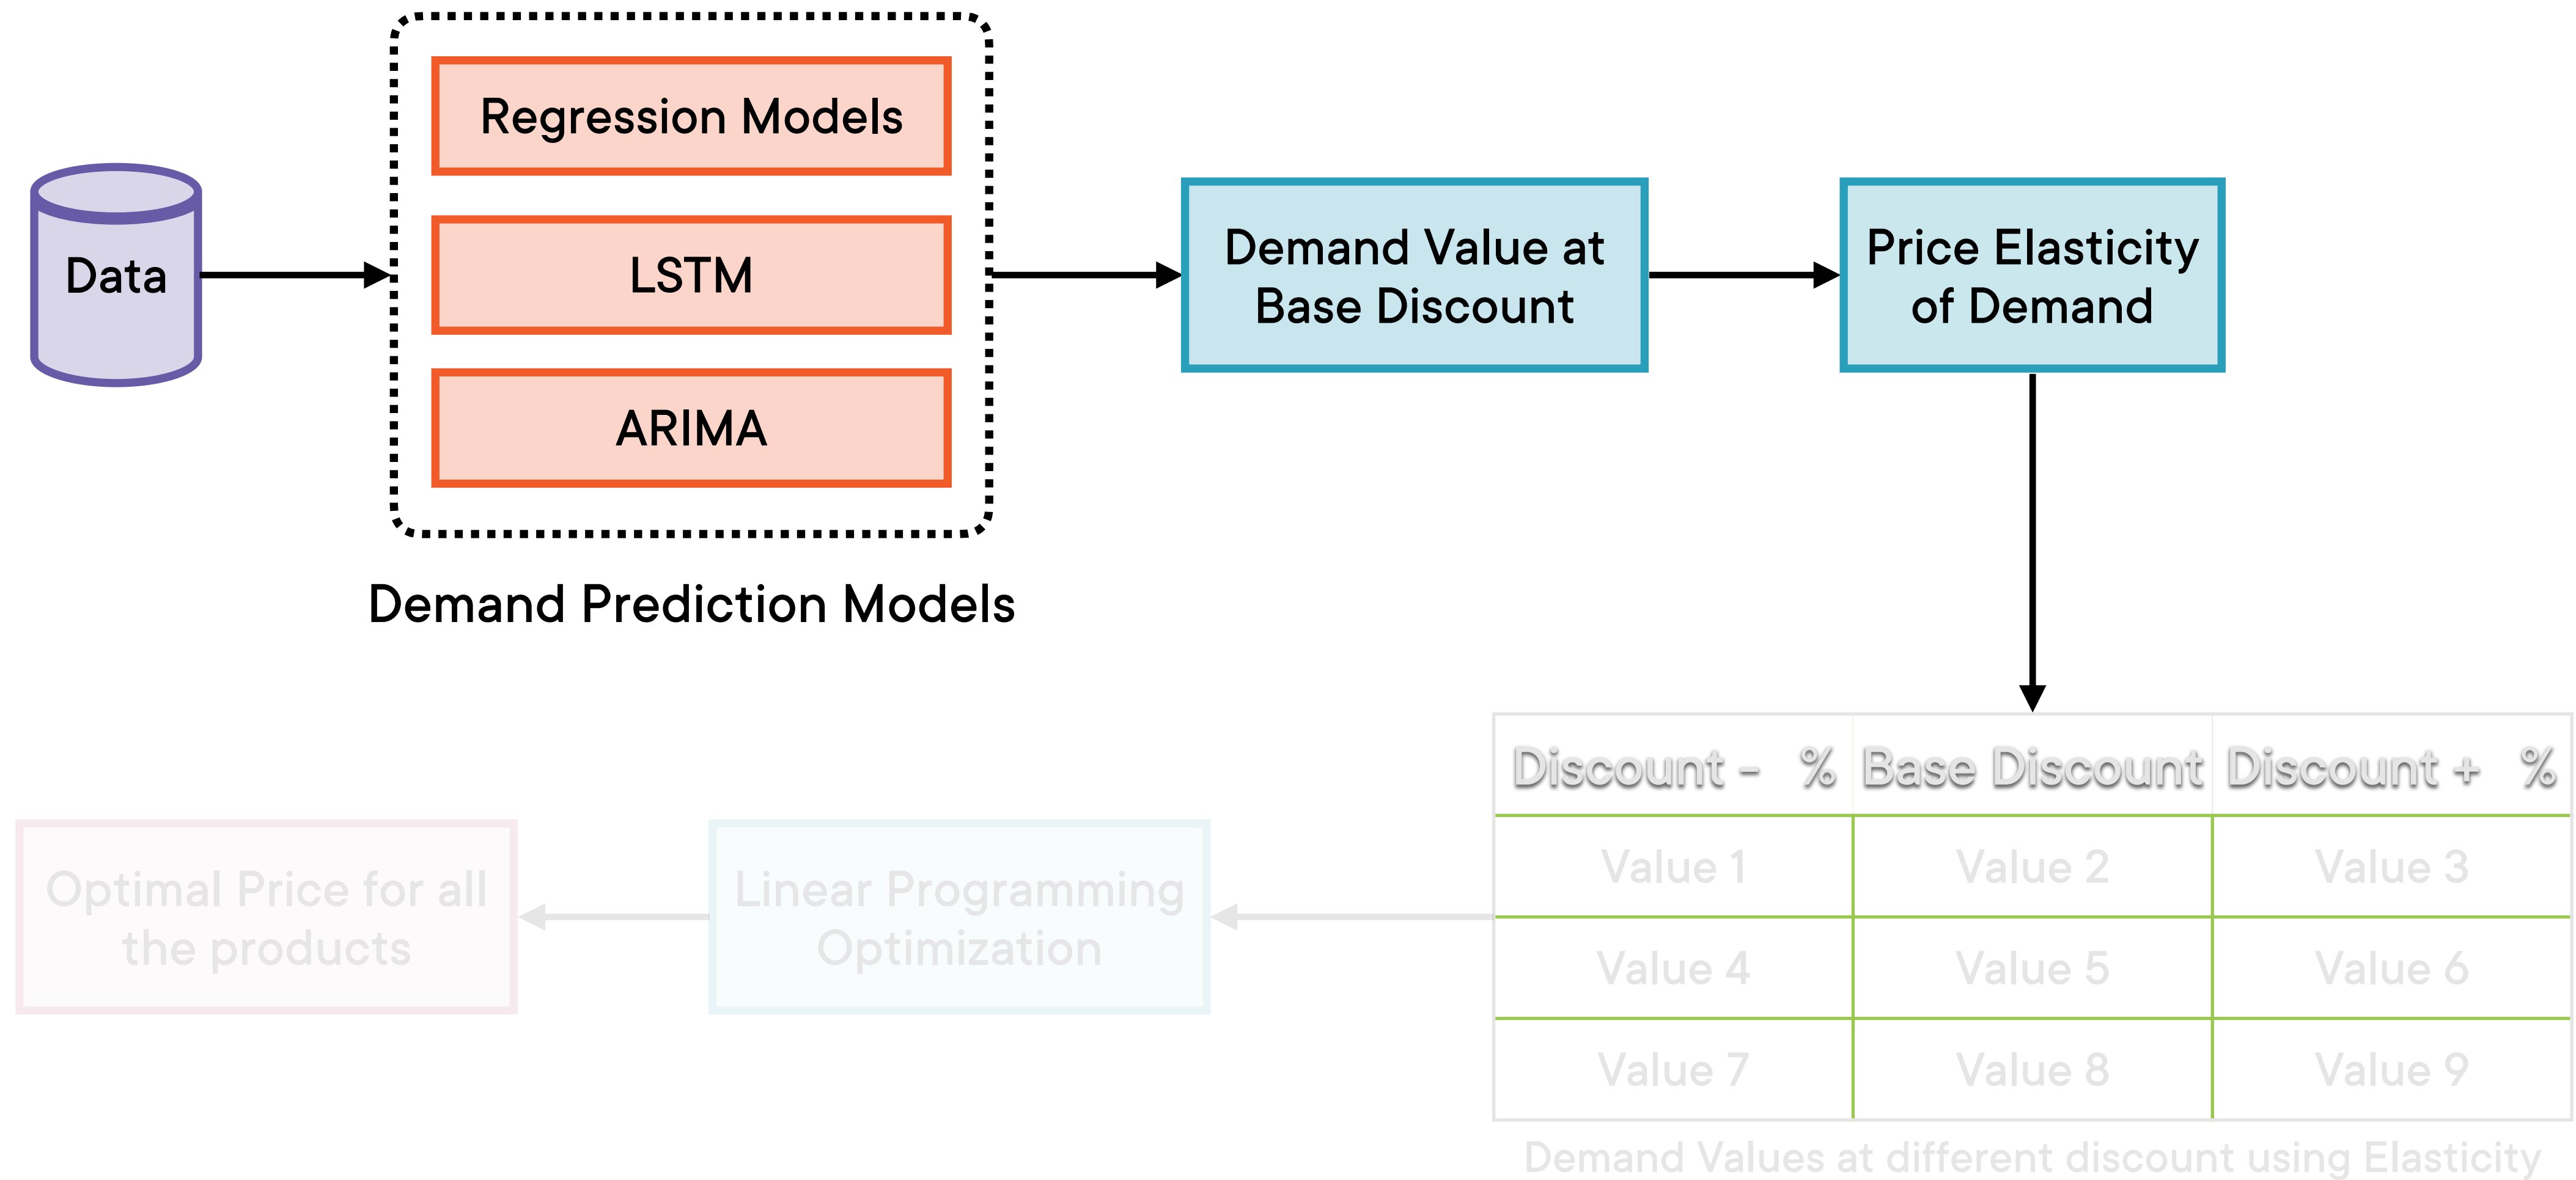 Regression Models
Data
LSTM
ARIMA
Demand Prediction Models
Demand Value at
Base Discount
Price Elasticity
of Demand
Discount -   %
Base Discount
Discount +   %
Value 1
Value 2
Value 3
Value 4
Value 5
Value 6
Value 7
Value 8
Value 9
Demand Values at different discount using Elasticity
Linear Programming
Optimization
Optimal Price for all
the products